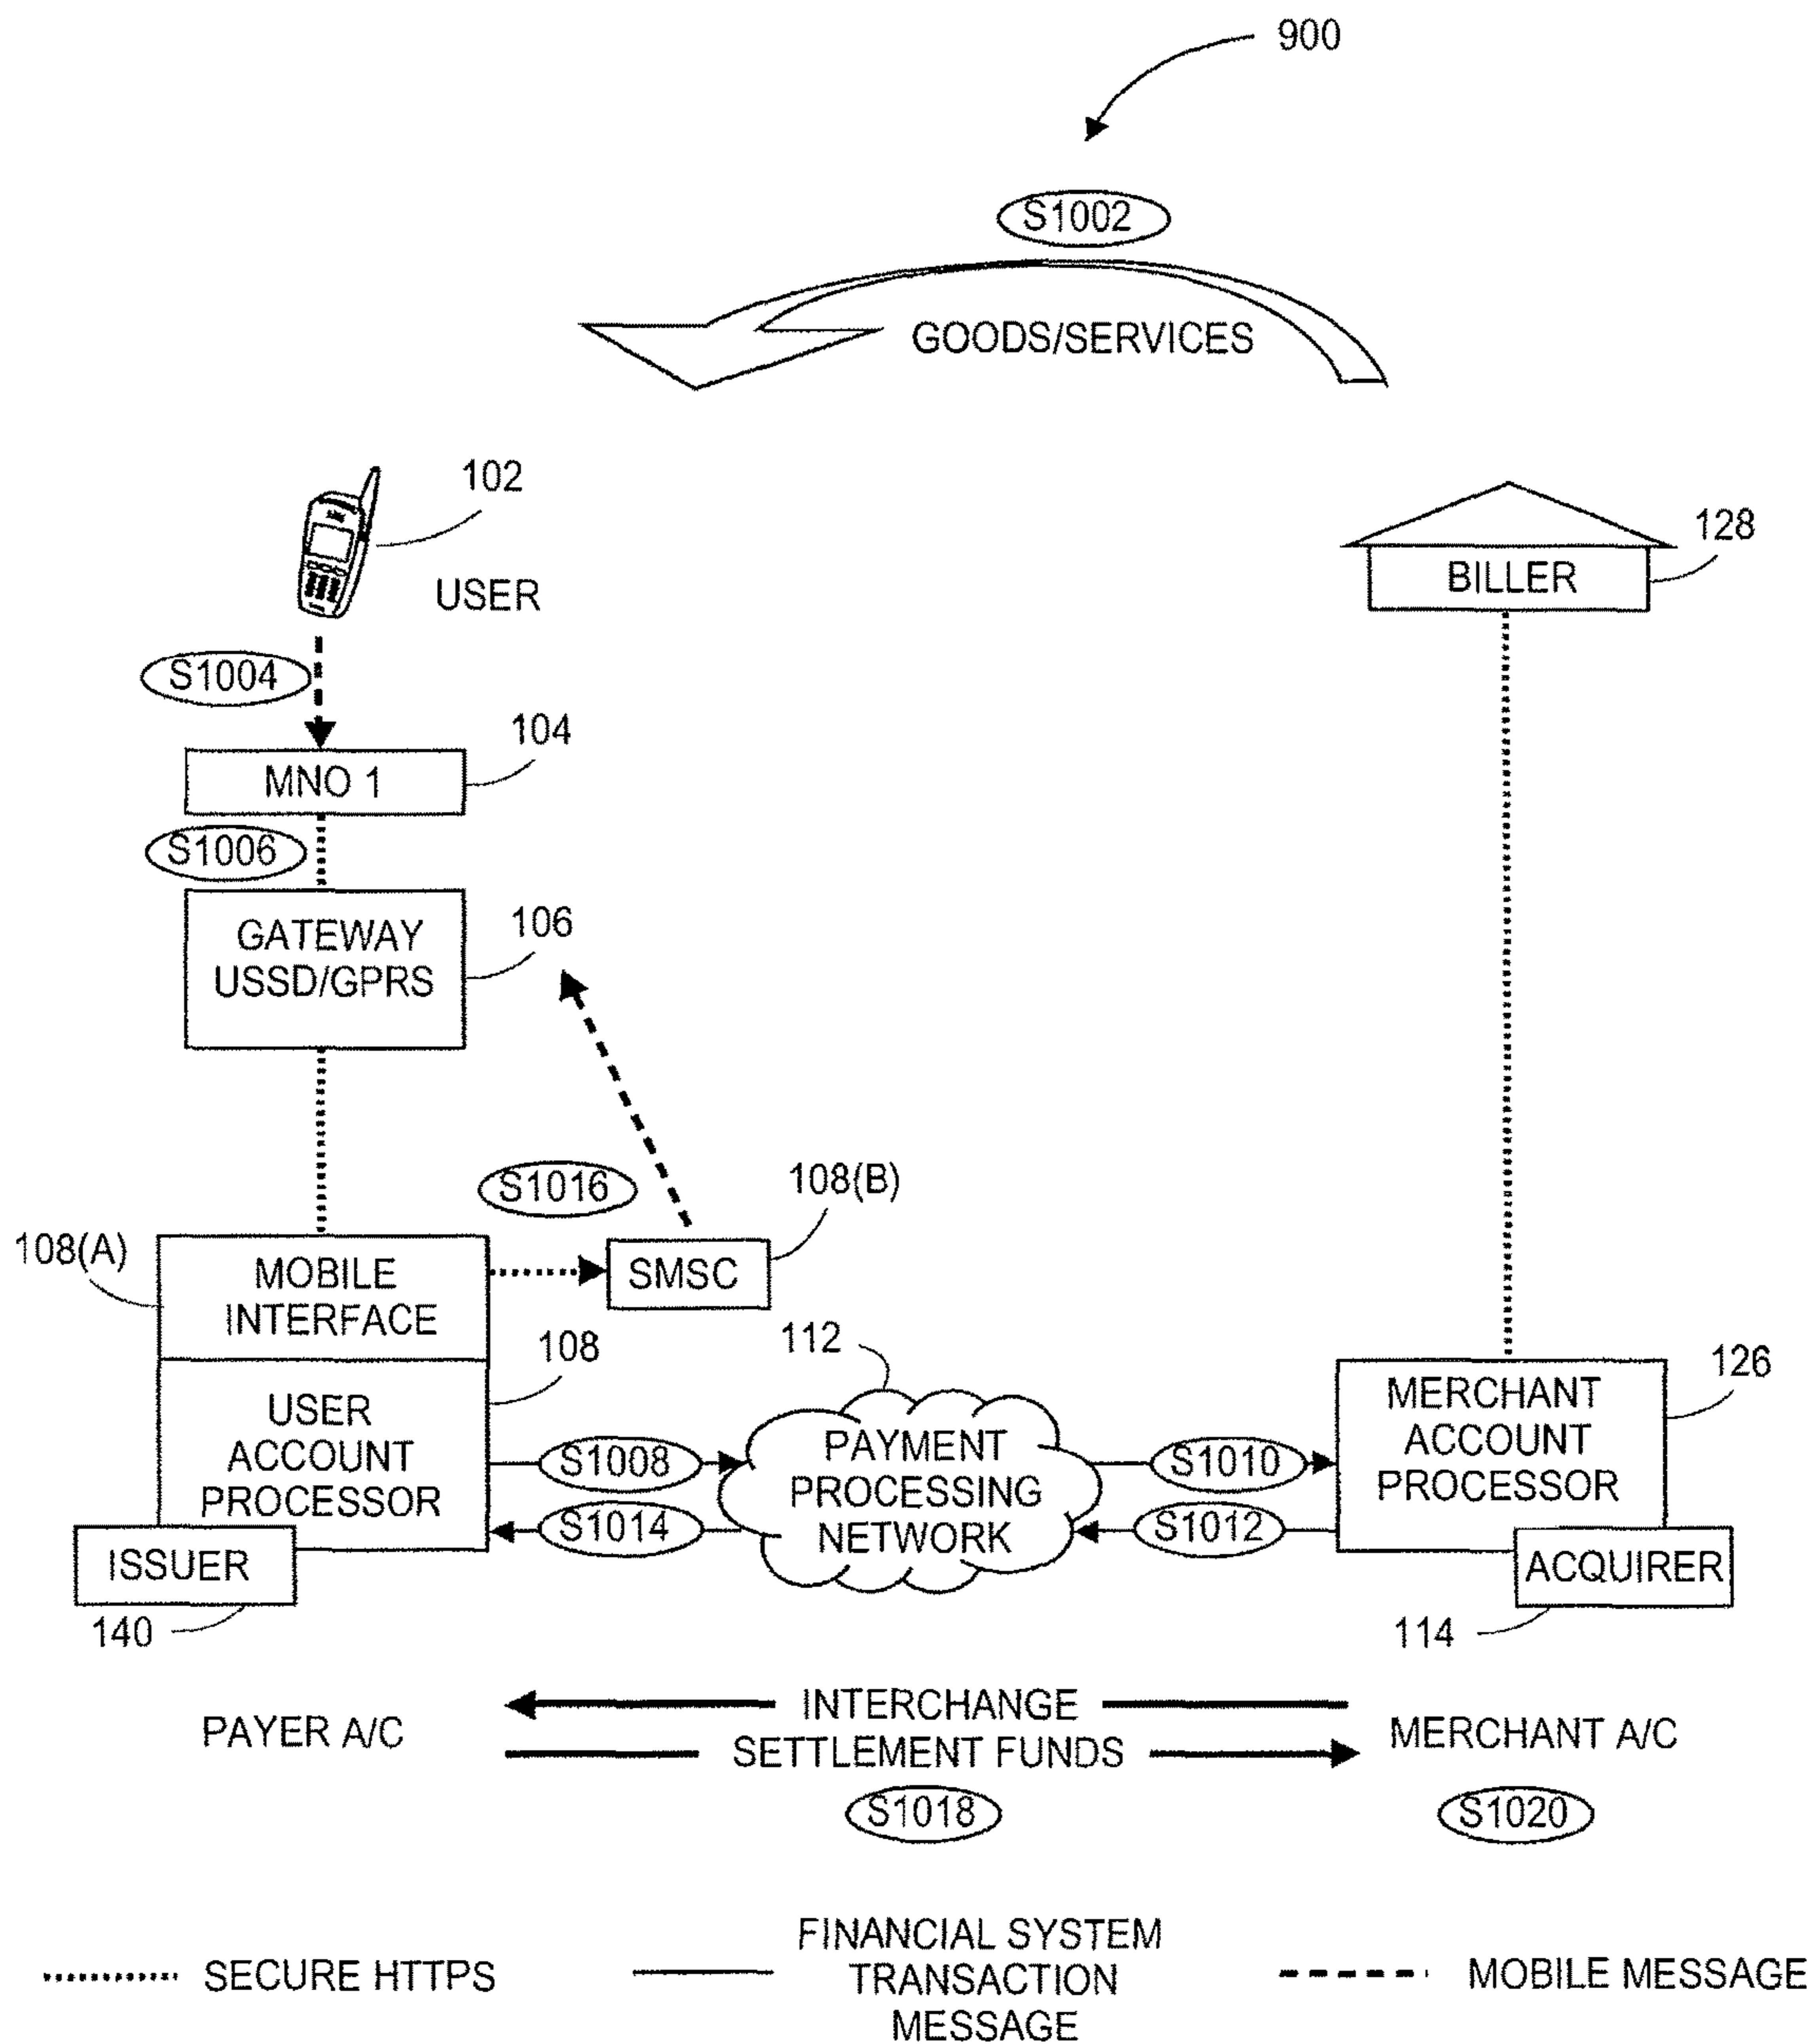 900
S1002
GOODS/SERVICES
102
USER
128
BILLER
S1004
104
MNO 1
S1006
106
GATEWAY
USSD/GPRS
S1016
108(B)
108(A)
MOBILE
INTERFACE
SMSC
108
USER
ACCOUNT
PROCESSOR
112
PAYMENT
PROCESSING
NETWORK
S1008
S1014
S1010
S1012
126
MERCHANT
ACCOUNT
PROCESSOR
ISSUER
140
ACQUIRER
114
PAYER A/C
INTERCHANGE
SETTLEMENT FUNDS
MERCHANT A/C
S1018
S1020
SECURE HTTPS
FINANCIAL SYSTEM
TRANSACTION
MESSAGE
MOBILE MESSAGE